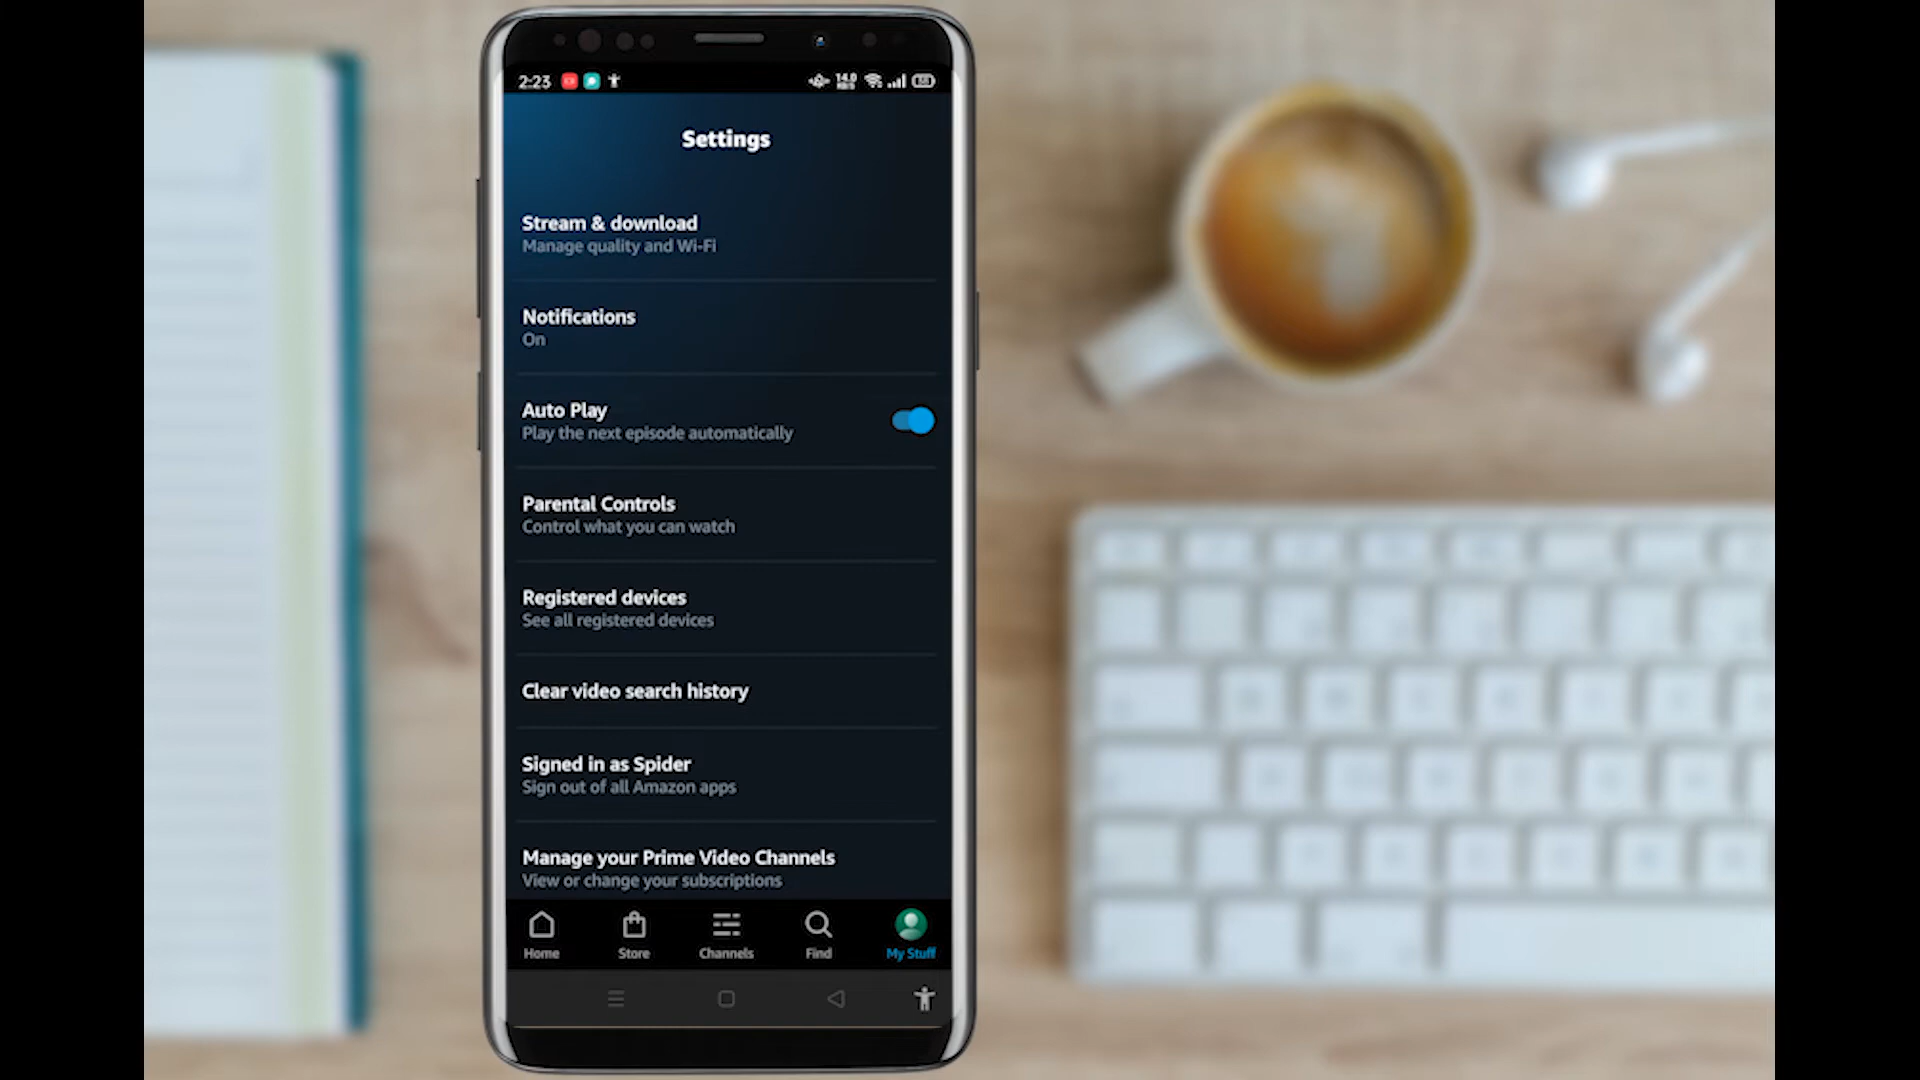 2:23
14.0
KB/S
Settings
Stream & download
Manage quality and Wi-Fi
Notifications
On
Auto Play
Play the next episode automatically
Parental Controls
Control what you can watch
Registered devices
See all registered devices
Clear video search history
Signed in as Spider
Sign out of all Amazon apps
Manage your Prime Video Channels
View or change your subscriptions
Home
Store
Channels
Find
My Stuff